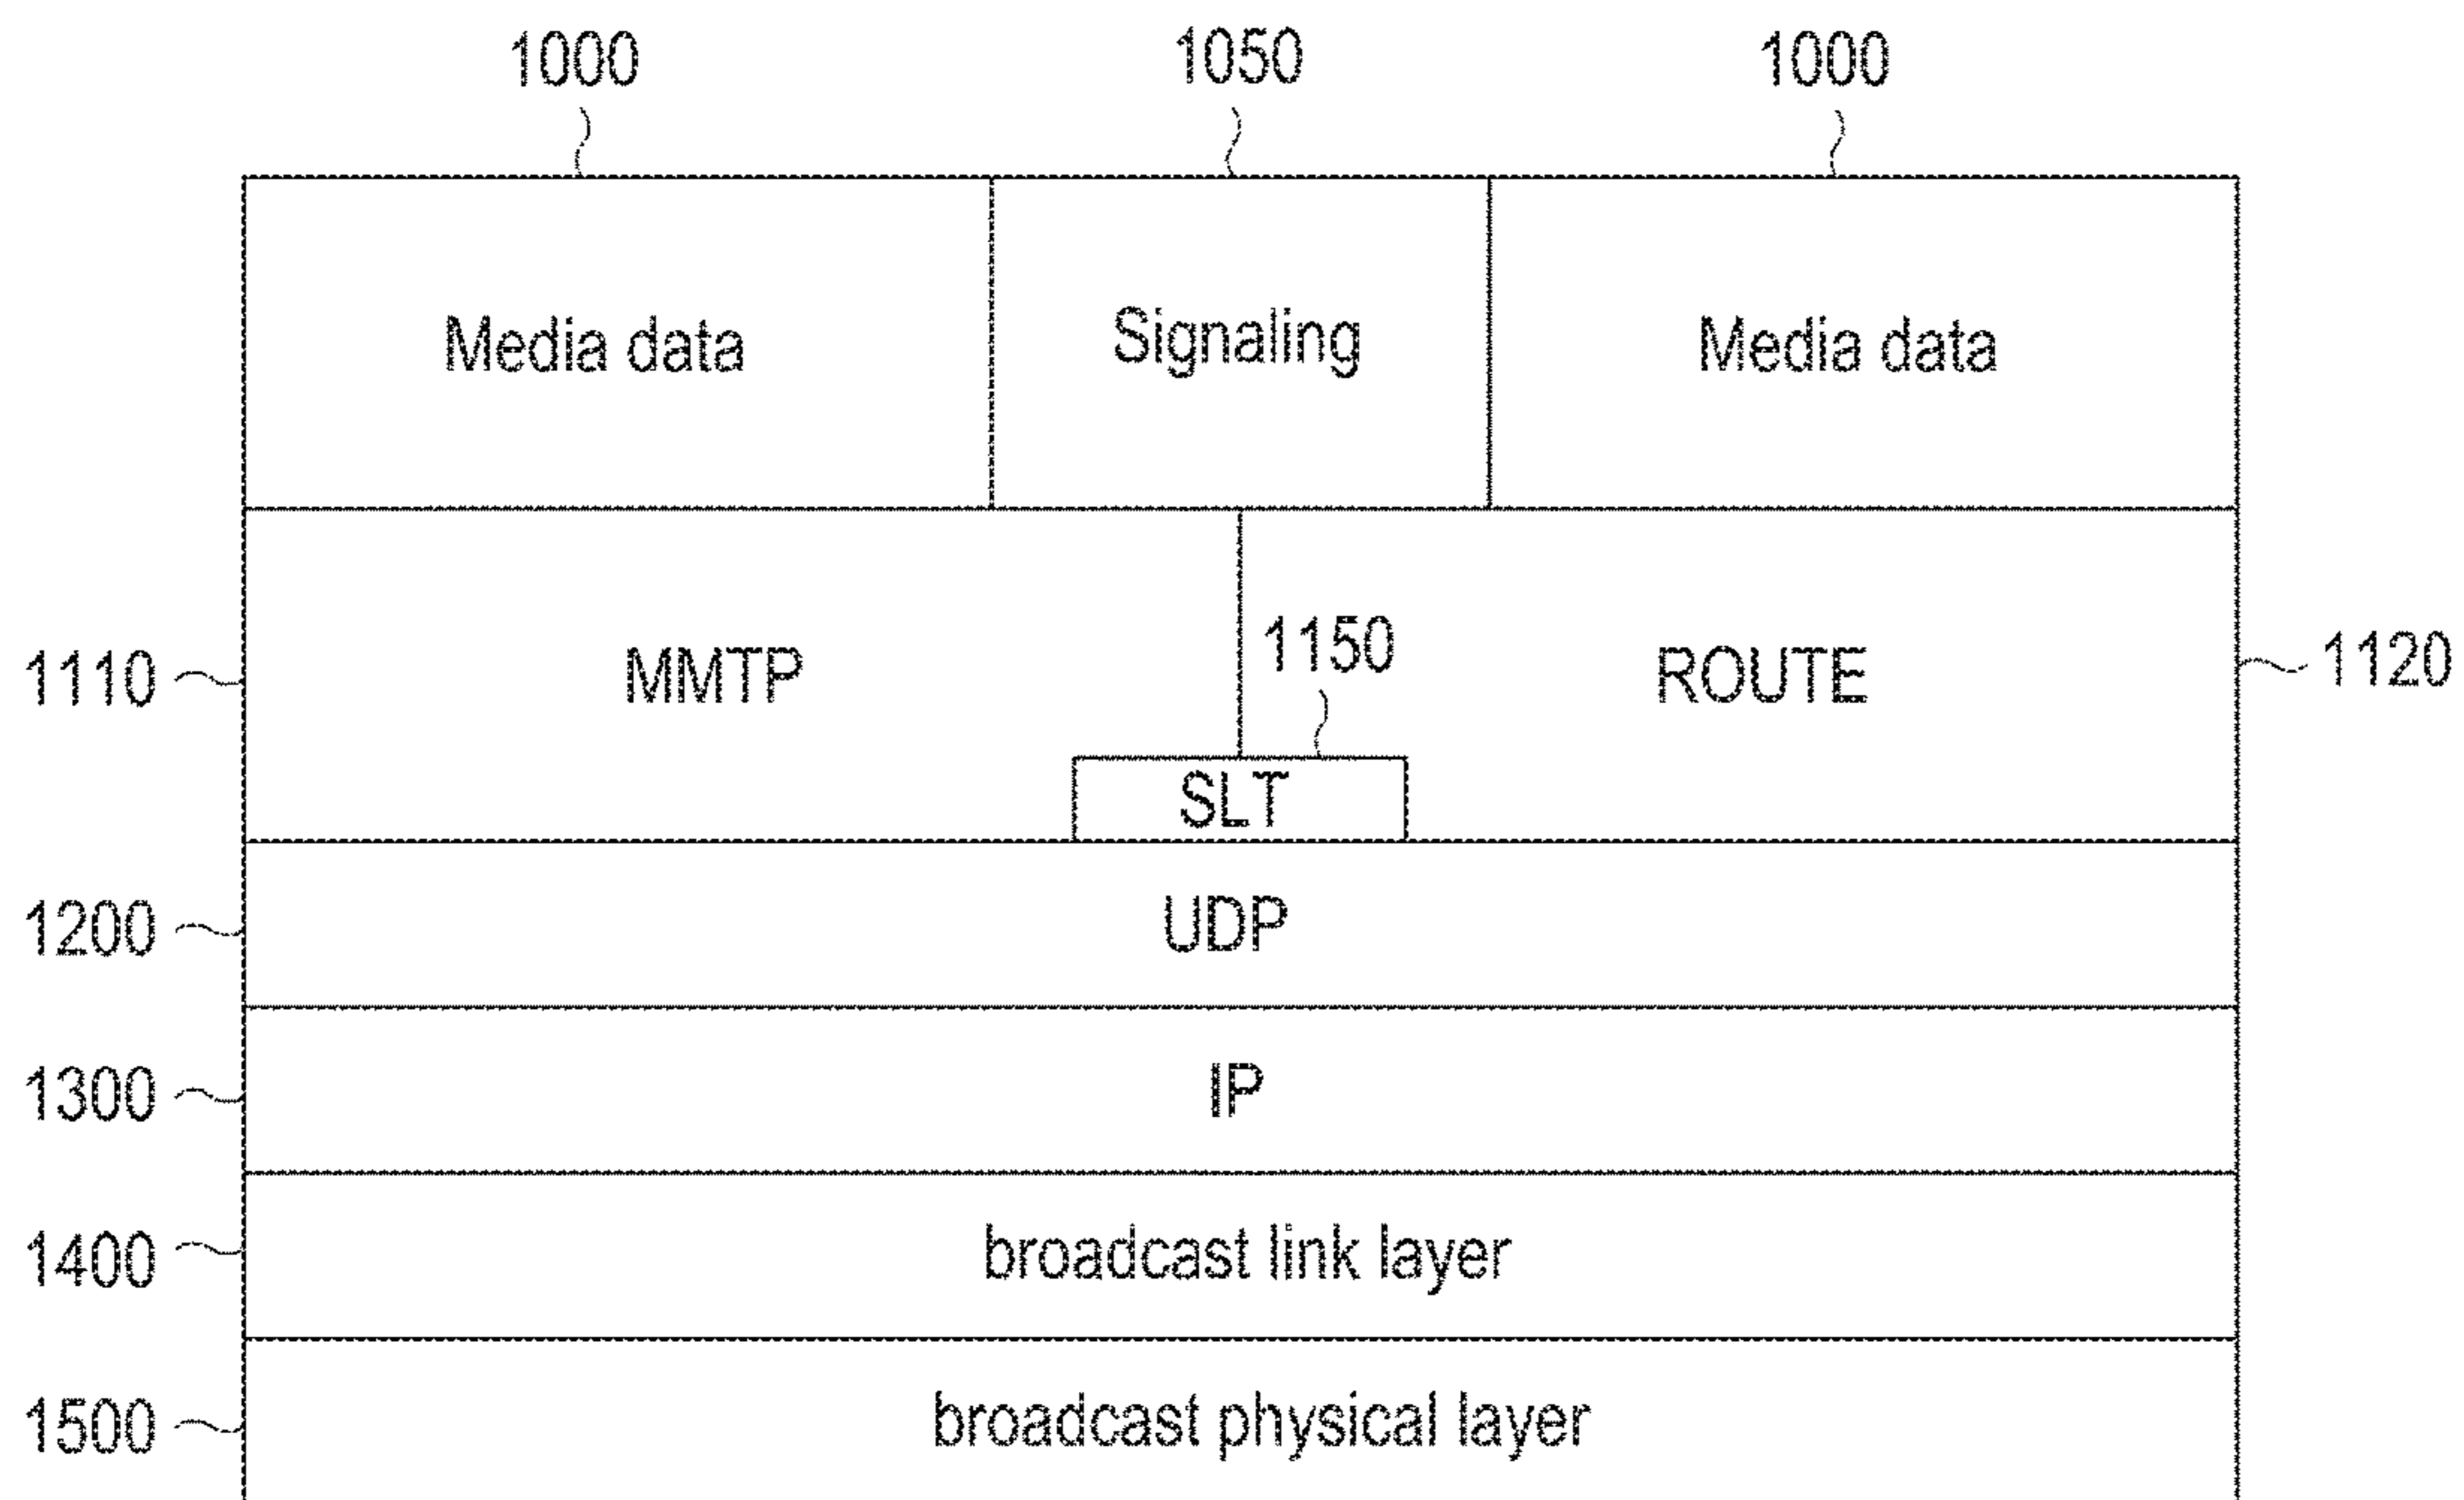 1000 1050 1000
Media data Signaling Media data
1110 MMTP 1150 ROUTE 1120
SLT
1200 UDP
1300 IP
1400 broadcast link layer
1500 broadcast physical layer